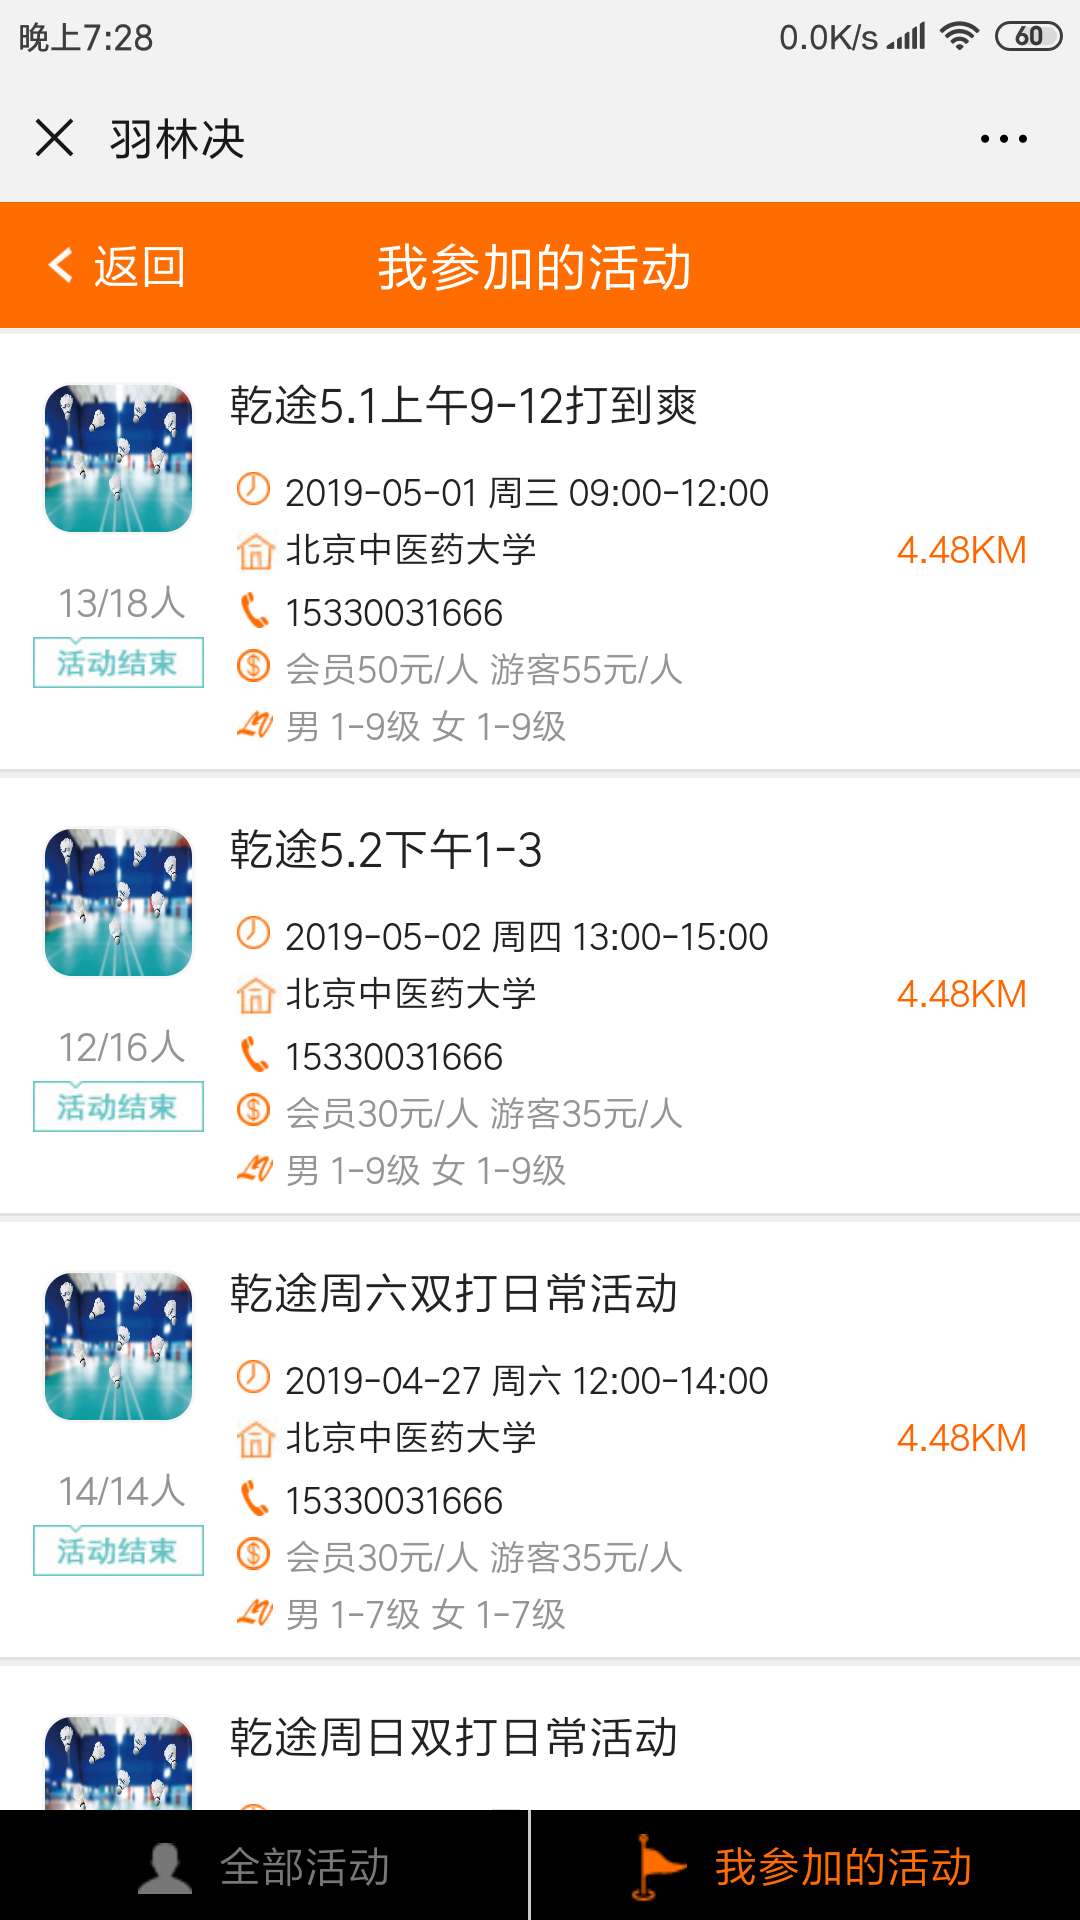 晚上7:28
0.0K/s
60
羽林决
返回
我参加的活动
乾途5.1上午9-12打到爽
2019-05-01 周三 09:00-12:00
北京中医药大学
4.48KM
13/18人
15330031666
活动结束
会员50元/人 游客55元/人
男 1-9级 女 1-9级
乾途5.2下午1-3
2019-05-02 周四 13:00-15:00
北京中医药大学
4.48KM
12/16人
15330031666
活动结束
会员30元/人 游客35元/人
男 1-9级 女 1-9级
乾途周六双打日常活动
2019-04-27 周六 12:00-14:00
北京中医药大学
4.48KM
14/14人
15330031666
活动结束
会员30元/人 游客35元/人
男 1-7级 女 1-7级
乾途周日双打日常活动
全部活动
我参加的活动